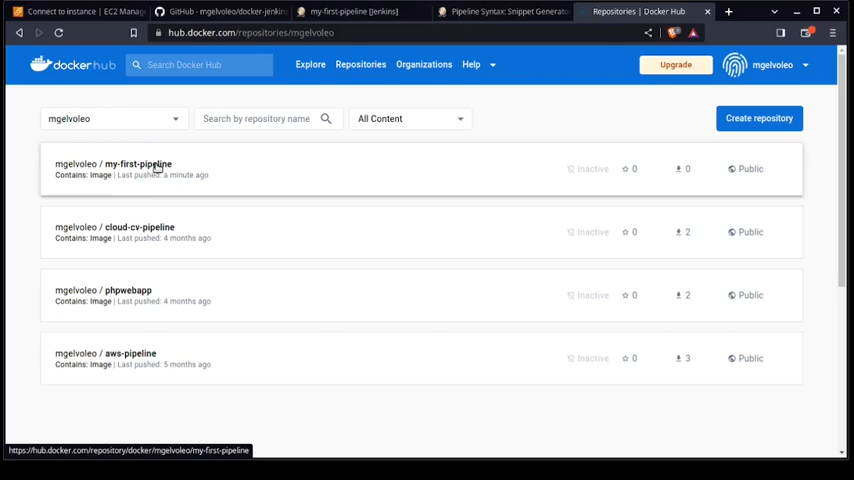 Connect to instance | EC2 Manag
GitHub - mgelvoleo/docker-jenkin
my-first-pipeline [Jenkins]
Pipeline Syntax: Snippet Generato
Repositories | Docker Hub
hub.docker.com/repositories/mgelvoleo
dockerhub
Search Docker Hub
Explore
Repositories
Organizations
Help
Upgrade
mgelvoleo
mgelvoleo
Search by repository name
All Content
Create repository
mgelvoleo / my-first-pipeline
Contains: Image | Last pushed: a minute ago
Inactive
0
0
Public
mgelvoleo / cloud-cv-pipeline
Contains: Image | Last pushed: 4 months ago
Inactive
0
2
Public
mgelvoleo / phpwebapp
Contains: Image | Last pushed: 4 months ago
Inactive
0
2
Public
mgelvoleo / aws-pipeline
Contains: Image | Last pushed: 5 months ago
Inactive
0
3
Public
https://hub.docker.com/repository/docker/mgelvoleo/my-first-pipeline